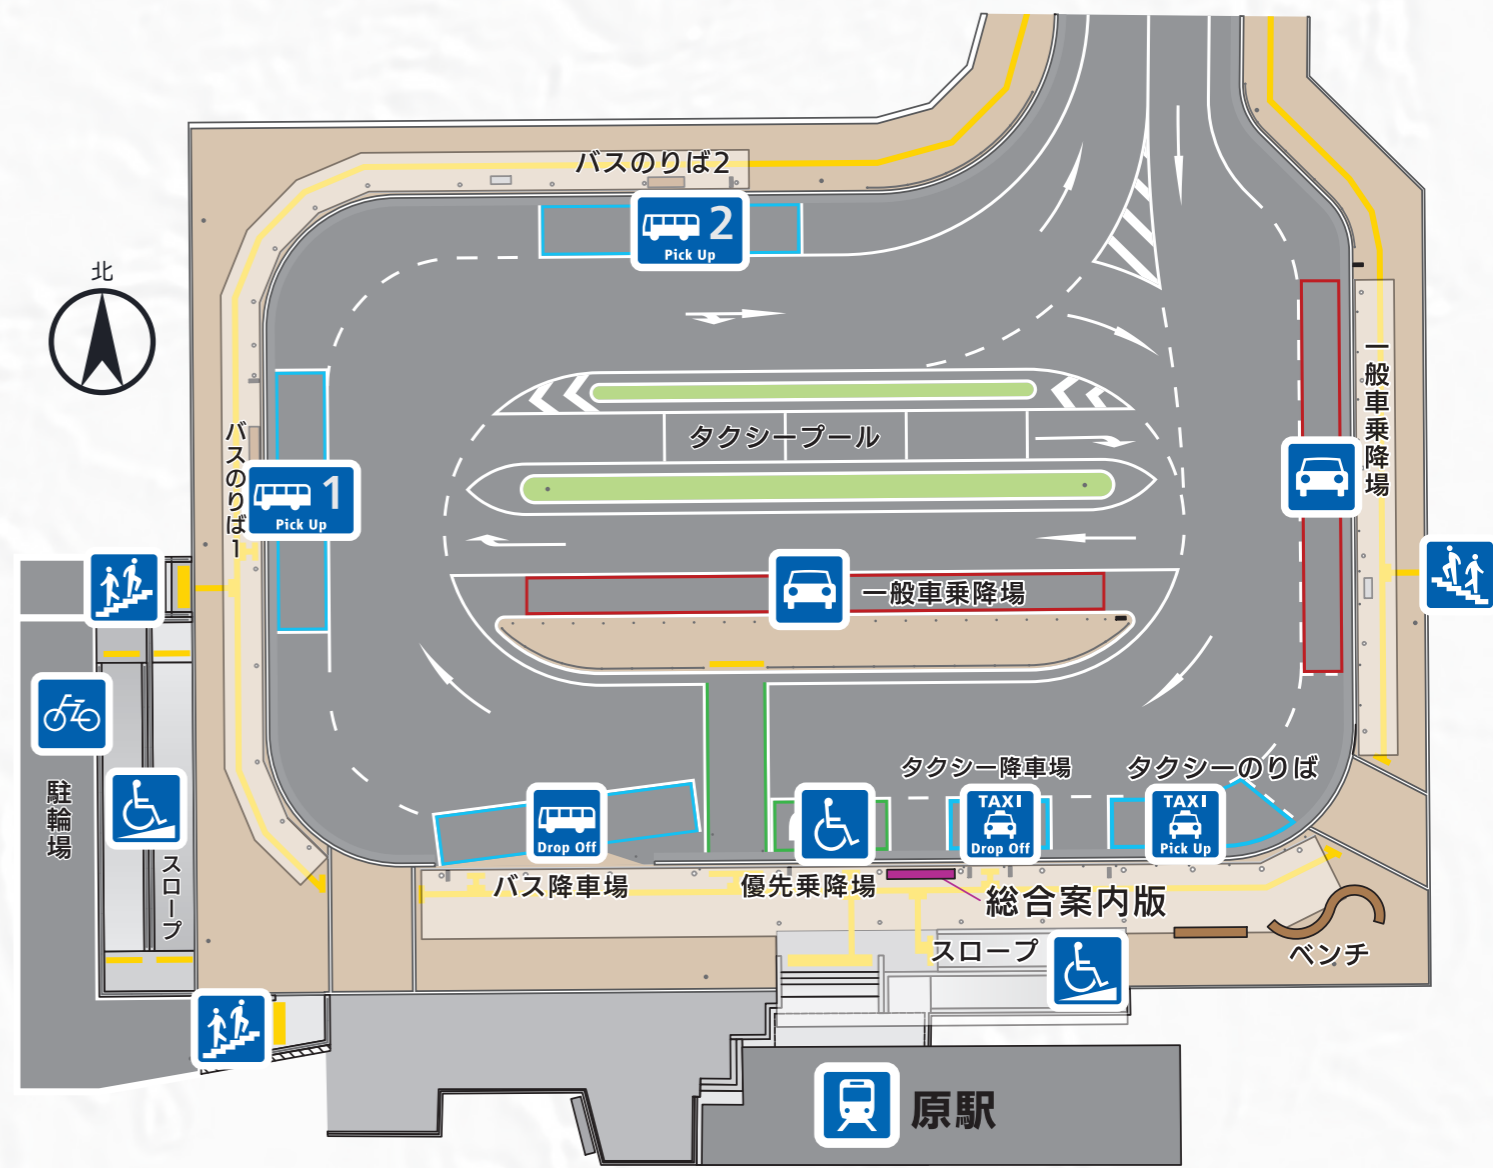 バスのりば2
2
Pick Up
北
一般車乗降場
バスのりば1
1
Pick Up
タクシープール
一般車乗降場
駐輪場
スロープ
タクシー降車場
タクシーのりば
Drop Off
TAXI
Drop Off
TAXI
Pick Up
バス降車場
優先乗降場
総合案内版
スロープ
ベンチ
原駅